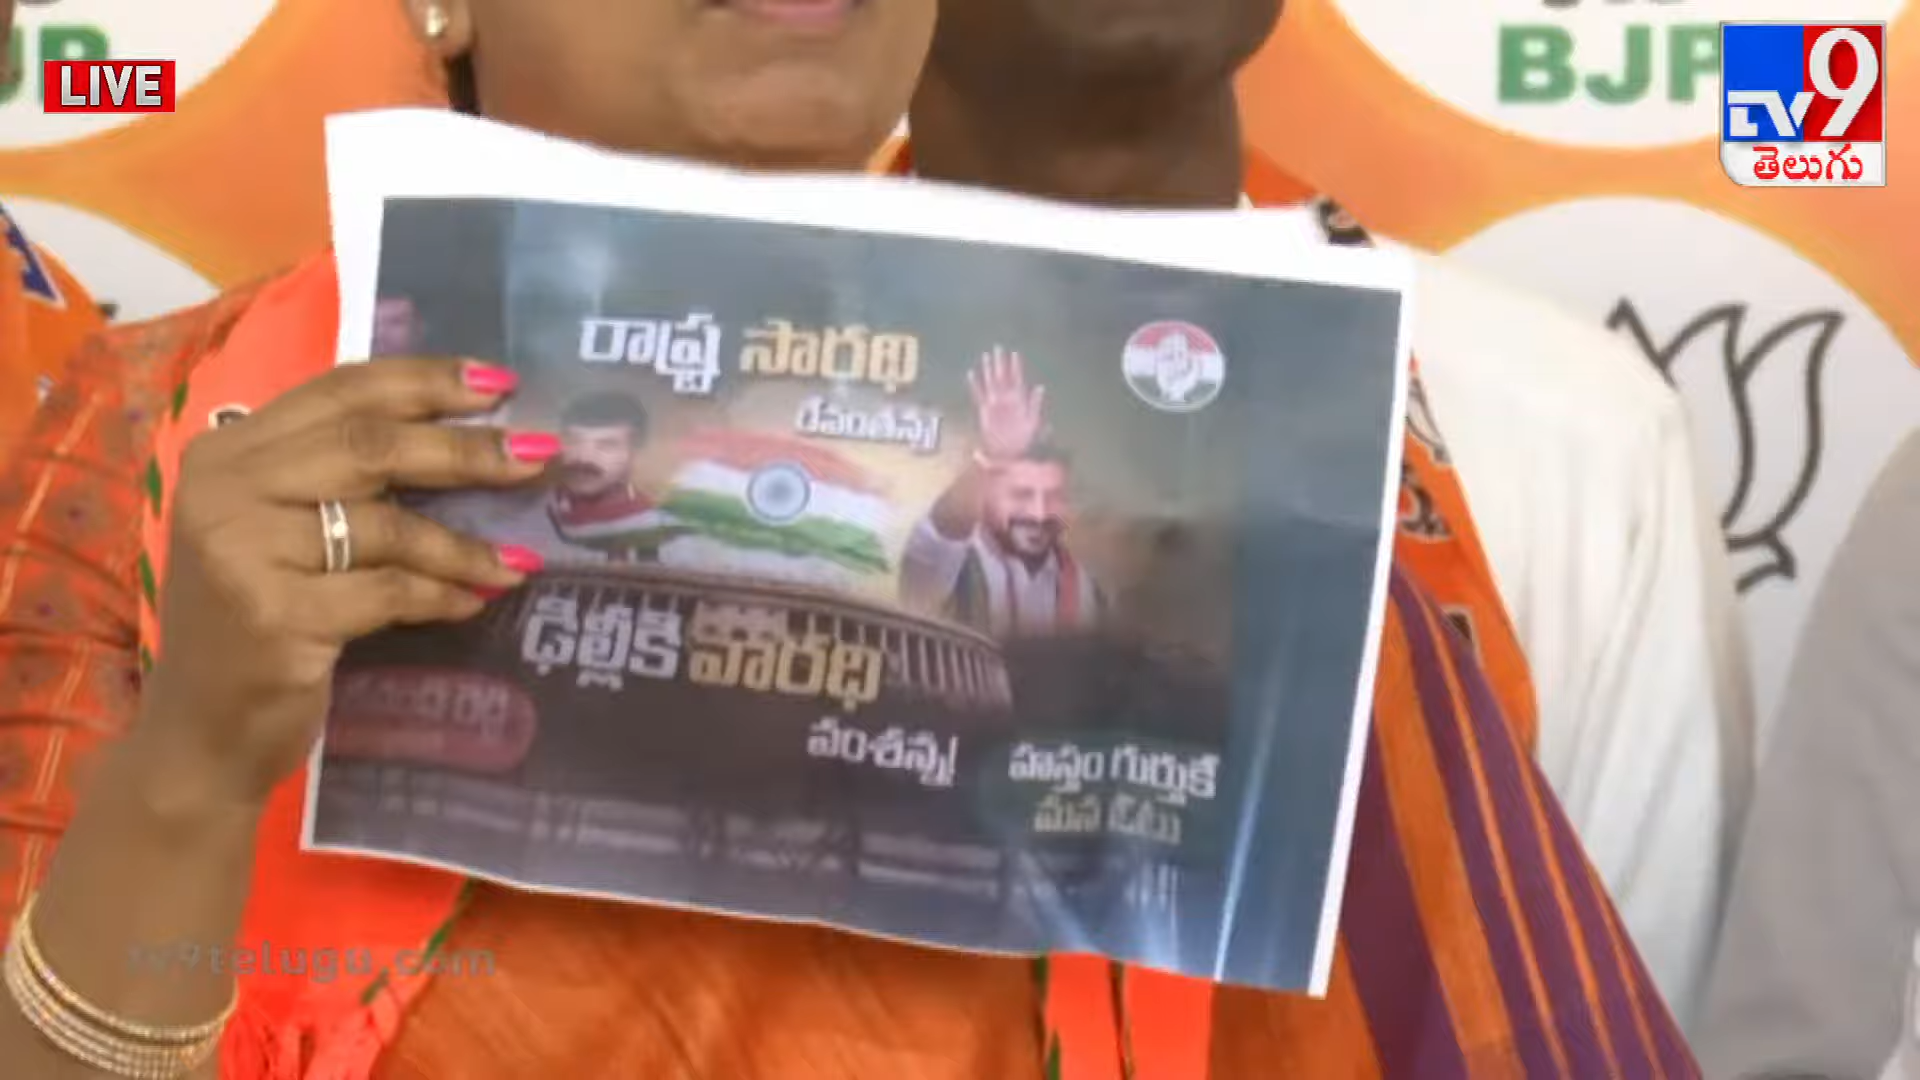 LIVE
BJP
TV9
తెలుగు
రాష్ట్ర సారథి
రేవంతన్న!
ఢిల్లీకి వారధి
వంశన్న!
హస్తం గుర్తుకే
మన ఓటు
tv9telugu.com